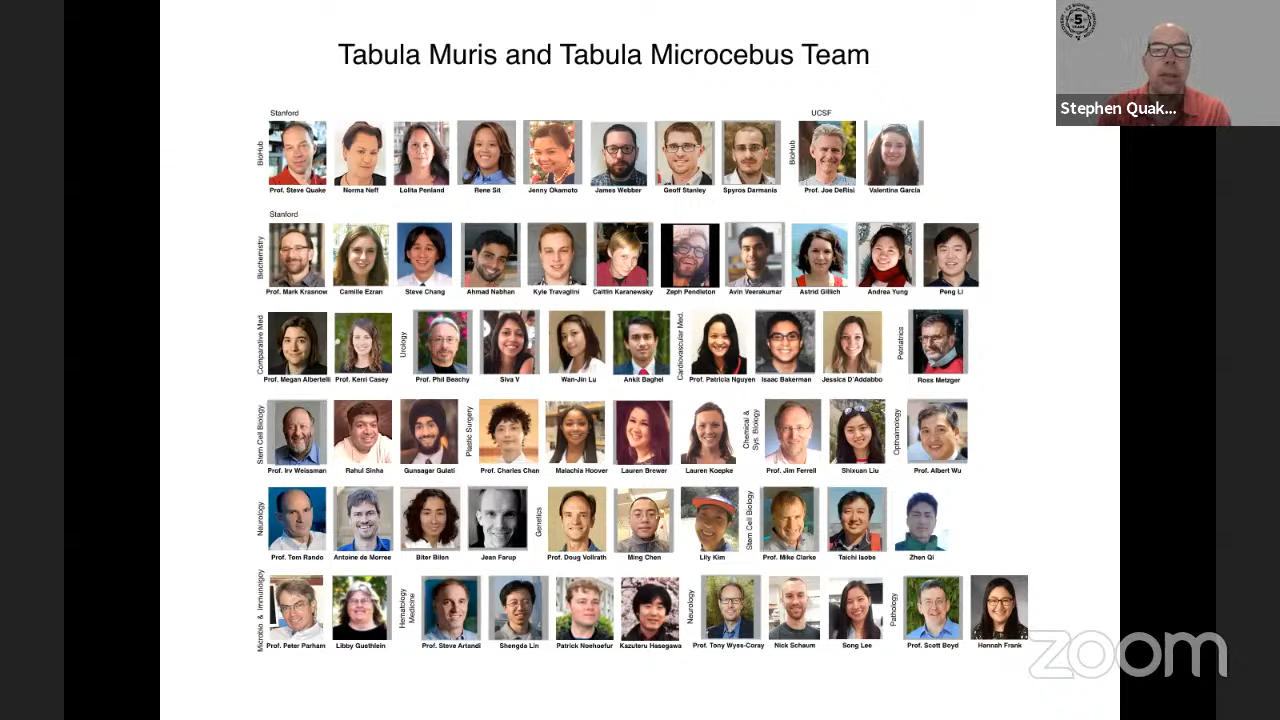 Tabula Muris and Tabula Microcebus Team
5
YEARS
Stephen Quak...
Stanford
UCSF
BioHub
BioHub
Prof. Steve Quake Norma Neff Lolita Penland Rene Sit Jenny Okamoto James Webber Geoff Stanley Spyros Darmanis Prof. Joe DeRisi Valentina Garcia
Stanford
Biochemistry
Prof. Mark Krasnow Camille Ezran Steve Chang Ahmad Nabhan Kyle Travaglini Caitlin Karanewsky Zeph Pendleton Avin Veerakumar Astrid Gillich Andrea Yung Peng Li
Comparative Med
Urology
Cardiovascular Med.
Petriatrics
Prof. Megan Albertelli Prof. Kerri Casey Prof. Phil Beachy Siva V Wan-Jin Lu Ankit Baghel Prof. Patricia Nguyen Isaac Bakerman Jessica D'Addabbo Ross Metzger
Stem Cell Biology
Plastic Surgery
Chemical &
Sys. Biology
Opthalmology
Prof. Irv Weissman Rahul Sinha Gunsagar Gulati Prof. Charles Chan Malachia Hoover Lauren Brewer Lauren Koepke Prof. Jim Ferrell Shixuan Liu Prof. Albert Wu
Neurology
Genetics
Stem Cell Biology
Prof. Tom Rando Antoine de Morree Biter Bilen Jean Farup Prof. Doug Vollrath Ming Chen Lily Kim Prof. Mike Clarke Taichi Isobe Zhen Qi
Microbio & Immunology
Hematology
Medicine
Neurology
Pathology
Prof. Peter Parham Libby Guethlein Prof. Steve Artandi Shengda Lin Patrick Neehoefur Kazuteru Hasegawa Prof. Tony Wyss-Coray Nick Schaum Song Lee Prof. Scott Boyd Hannah Frank
zoom